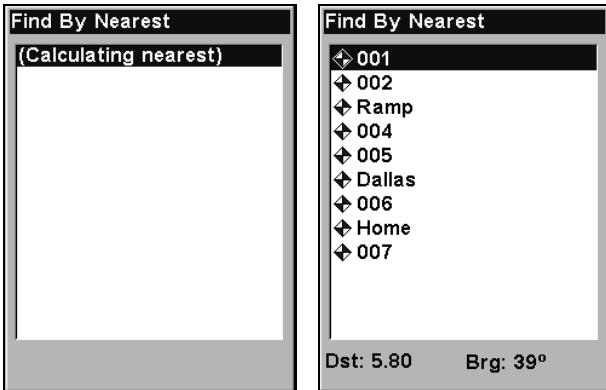 Find By Nearest
(Calculating nearest)
Find By Nearest
001
002
Ramp
004
005
Dallas
006
Home
007
Dst: 5.80 Brg: 39º